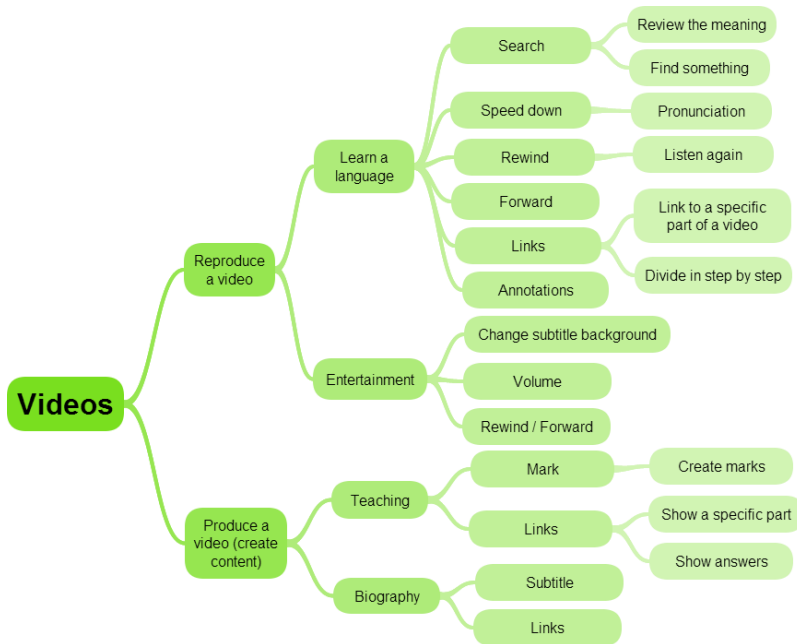 Videos
Reproduce
a video
Learn a
language
Search
Review the meaning
Find something
Speed down
Pronunciation
Rewind
Listen again
Forward
Links
Link to a specific
part of a video
Divide in step by step
Annotations
Entertainment
Change subtitle background
Volume
Rewind / Forward
Produce a
video (create
content)
Teaching
Mark
Create marks
Links
Show a specific part
Show answers
Biography
Subtitle
Links